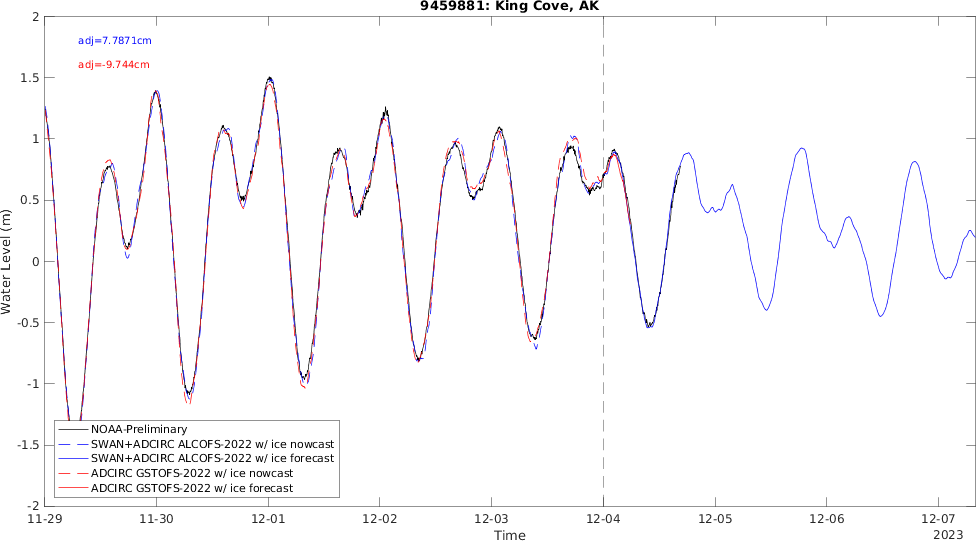 9459881: King Cove, AK
adj=7.7871cm
adj=-9.744cm
2
1.5
1
0.5
0
-0.5
-1
-1.5
-2
Water Level (m)
NOAA-Preliminary
SWAN+ADCIRC ALCOFS-2022 w/ ice nowcast
SWAN+ADCIRC ALCOFS-2022 w/ ice forecast
ADCIRC GSTOFS-2022 w/ ice nowcast
ADCIRC GSTOFS-2022 w/ ice forecast
11-29 11-30 12-01 12-02 12-03 12-04 12-05 12-06 12-07
Time
2023